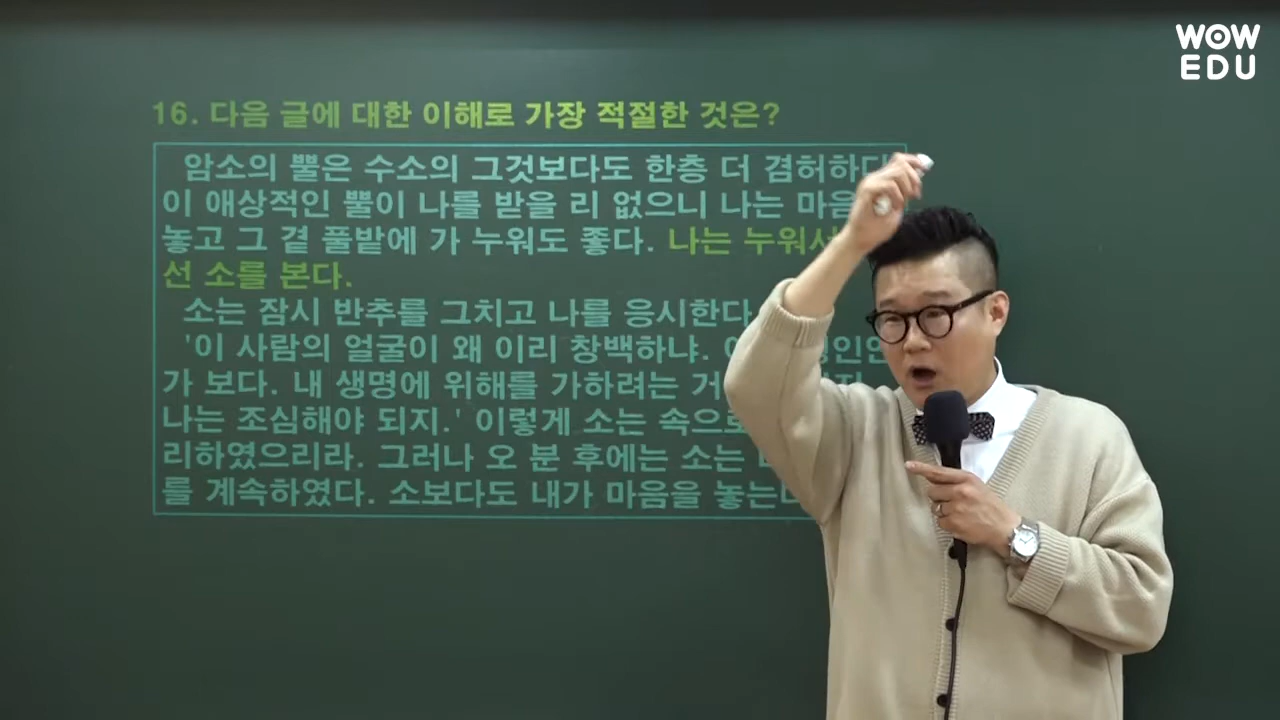 WOW
EDU
16. 다음 글에 대한 이해로 가장 적절한 것은?
암소의 뿔은 수소의 그것보다도 한층 더 겸허하다
이 애상적인 뿔이 나를 받을 리 없으니 나는 마음
놓고 그 곁 풀밭에 가 누워도 좋다. 나는 누워서
선 소를 본다.
소는 잠시 반추를 그치고 나를 응시한다
'이 사람의 얼굴이 왜 이리 창백하냐.
가 보다. 내 생명에 위해를 가하려는
나는 조심해야 되지.' 이렇게 소는 속으로
리하였으리라. 그러나 오 분 후에는 소는
를 계속하였다. 소보다도 내가 마음을 놓는다